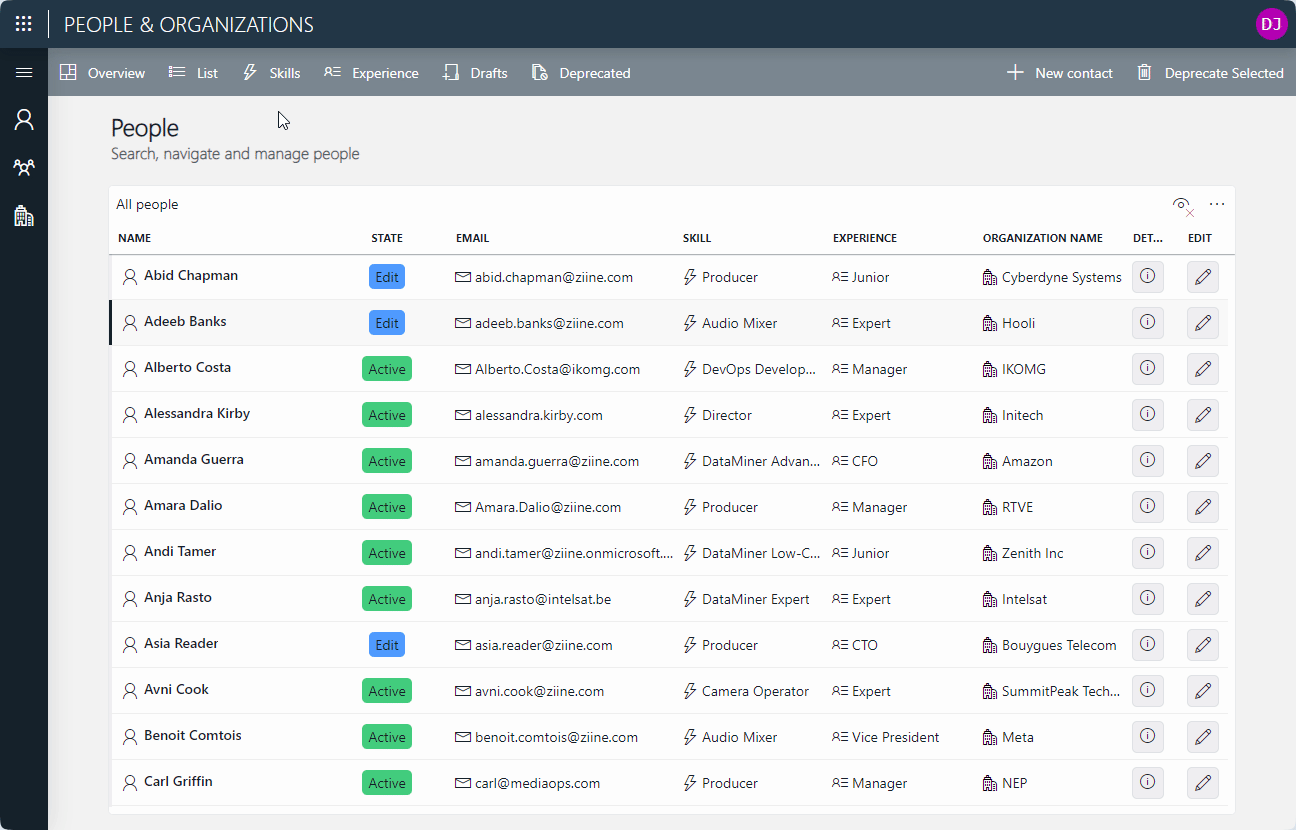 PEOPLE & ORGANIZATIONS DJ
Overview List Skills Experience Drafts Deprecated New contact Deprecate Selected
People
Search, navigate and manage people
All people ...
NAME STATE EMAIL SKILL EXPERIENCE ORGANIZATION NAME DET... EDIT
Abid Chapman Edit abid.chapman@ziine.com Producer Junior Cyberdyne Systems
Adeeb Banks Edit adeeb.banks@ziine.com Audio Mixer Expert Hooli
Alberto Costa Active Alberto.Costa@ikomg.com DevOps Develop... Manager IKOMG
Alessandra Kirby Active alessandra.kirby.com Director Expert Initech
Amanda Guerra Active amanda.guerra@ziine.com DataMiner Advan... CFO Amazon
Amara Dalio Active Amara.Dalio@ziine.com Producer Manager RTVE
Andi Tamer Active andi.tamer@ziine.onmicrosoft.... DataMiner Low-C... Junior Zenith Inc
Anja Rasto Active anja.rasto@intelsat.be DataMiner Expert Expert Intelsat
Asia Reader Edit asia.reader@ziine.com Producer CTO Bouygues Telecom
Avni Cook Active avni.cook@ziine.com Camera Operator Expert SummitPeak Tech...
Benoit Comtois Active benoit.comtois@ziine.com Audio Mixer Vice President Meta
Carl Griffin Active carl@mediaops.com Producer Manager NEP